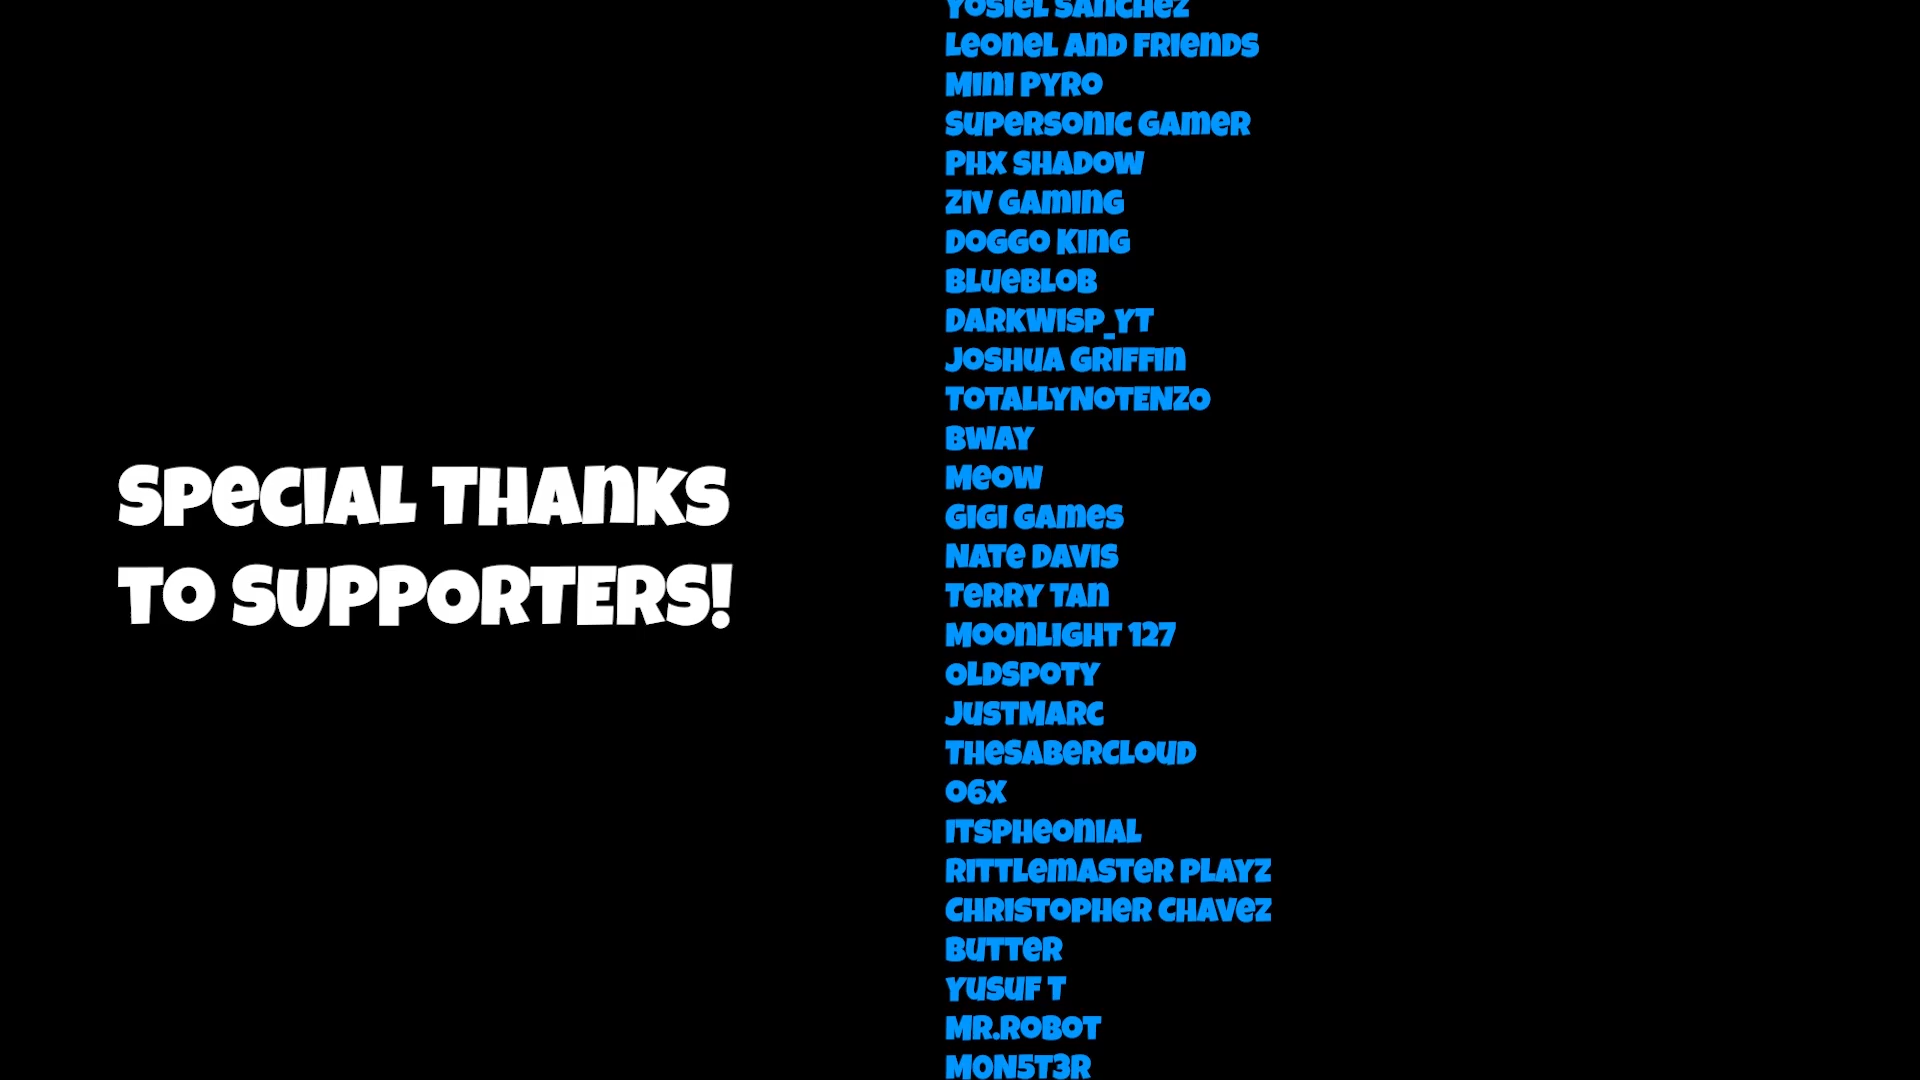 SPECIAL THANKS
TO SUPPORTERS!
YOSIEL SANCHEZ
LEONEL AND FRIENDS
MINI PYRO
SUPERSONIC GAMER
PHX SHADOW
ZIV GAMING
DOGGO KING
BLUEBLOB
DARKWISP_YT
JOSHUA GRIFFIN
TOTALLYNOTENZO
BWAY
MEOW
GIGI GAMES
NATE DAVIS
TERRY TAN
MOONLIGHT 127
OLDSPOTY
JUSTMARC
THESABERCLOUD
O6X
ITSPHEONIAL
RITTLEMASTER PLAYZ
CHRISTOPHER CHAVEZ
BUTTER
YUSUF T
MR.ROBOT
MON5T3R